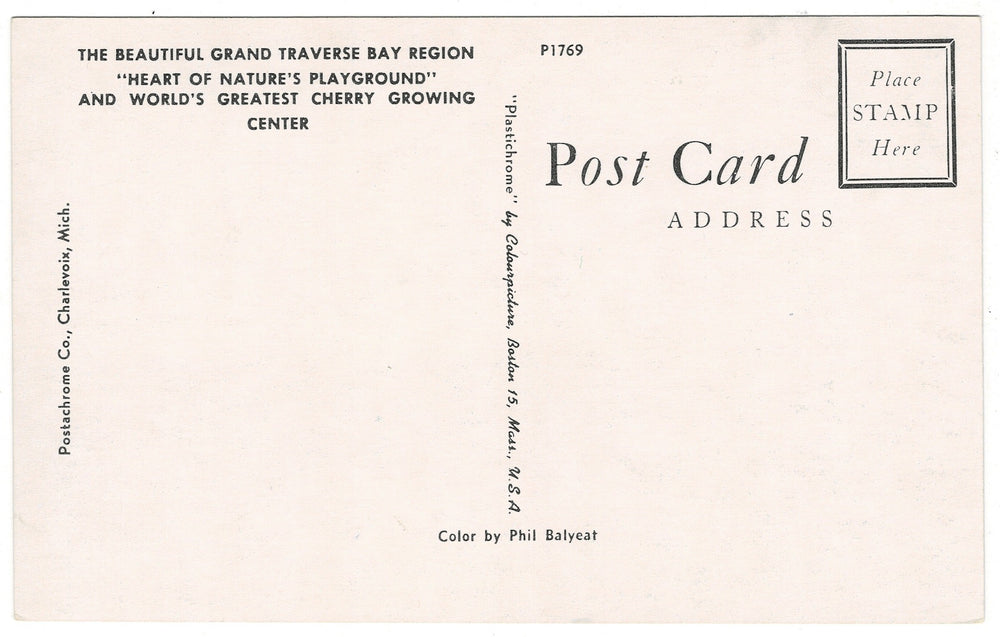 THE BEAUTIFUL GRAND TRAVERSE BAY REGION
"HEART OF NATURE'S PLAYGROUND"
AND WORLD'S GREATEST CHERRY GROWING
CENTER
Postachrome Co., Charlevoix, Mich.
"Plastichrome" by Colourpicture, Boston 15, Mass., U.S.A.
Color by Phil Balyeat
P1769
Post Card
ADDRESS
Place
STAMP
Here